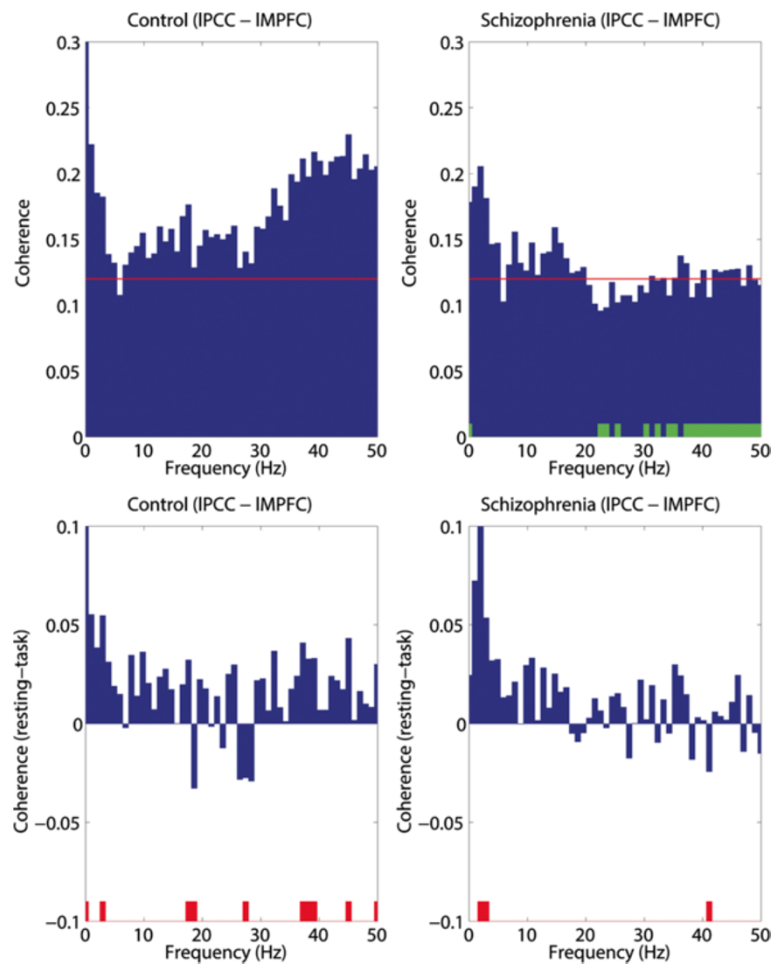 Control (lPCC − lMPFC)
0.3
0.25
0.2
0.15
0.1
0.05
0
Coherence
0 10 20 30 40 50
Frequency (Hz)
Schizophrenia (lPCC − lMPFC)
0.3
0.25
0.2
0.15
0.1
0.05
0
Coherence
0 10 20 30 40 50
Frequency (Hz)
Control (lPCC − lMPFC)
0.1
0.05
0
−0.05
−0.1
Coherence (resting−task)
0 10 20 30 40 50
Frequency (Hz)
Schizophrenia (lPCC − lMPFC)
0.1
0.05
0
−0.05
−0.1
Coherence (resting−task)
0 10 20 30 40 50
Frequency (Hz)